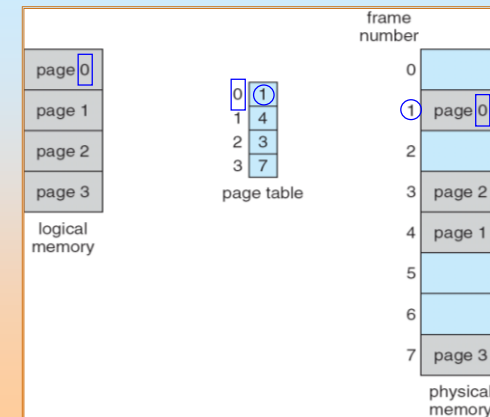 frame
number
page 0
page 1
page 2
page 3
logical
memory
0 1
1 4
2 3
3 7
page table
0
1 page 0
2
3 page 2
4 page 1
5
6
7 page 3
physical
memory